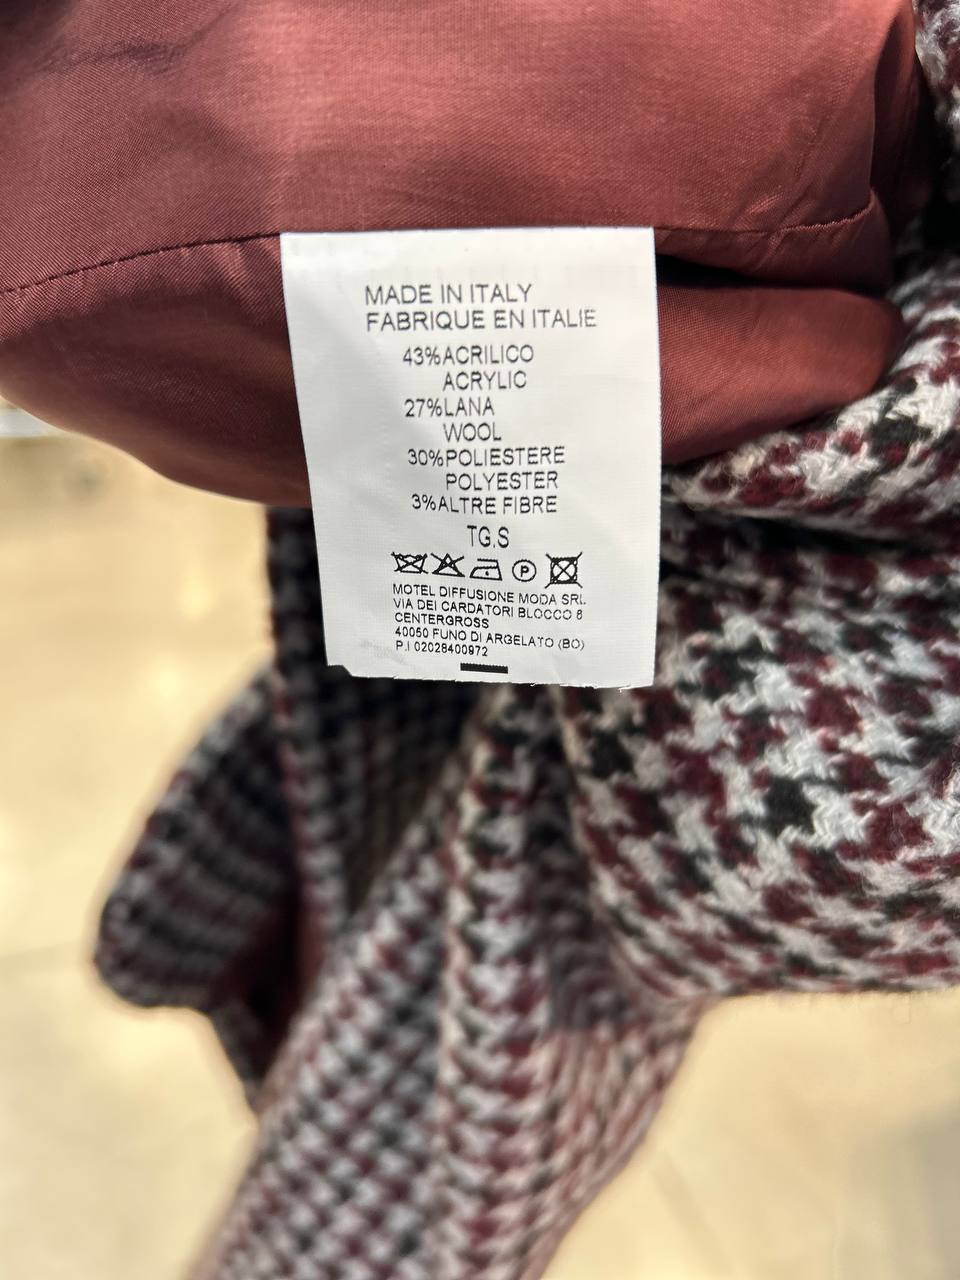 MADE IN ITALY
FABRIQUE EN ITALIE
43%ACRILICO
ACRYLIC
27%LANA
WOOL
30%POLIESTERE
POLYESTER
3%ALTRE FIBRE
TG.S
P
MOTEL DIFFUSIONE MODA SRL
VIA DEI CARDATORI BLOCCO 8
CENTERGROSS
40050 FUNO DI ARGELATO (BO)
P.I 02028400972